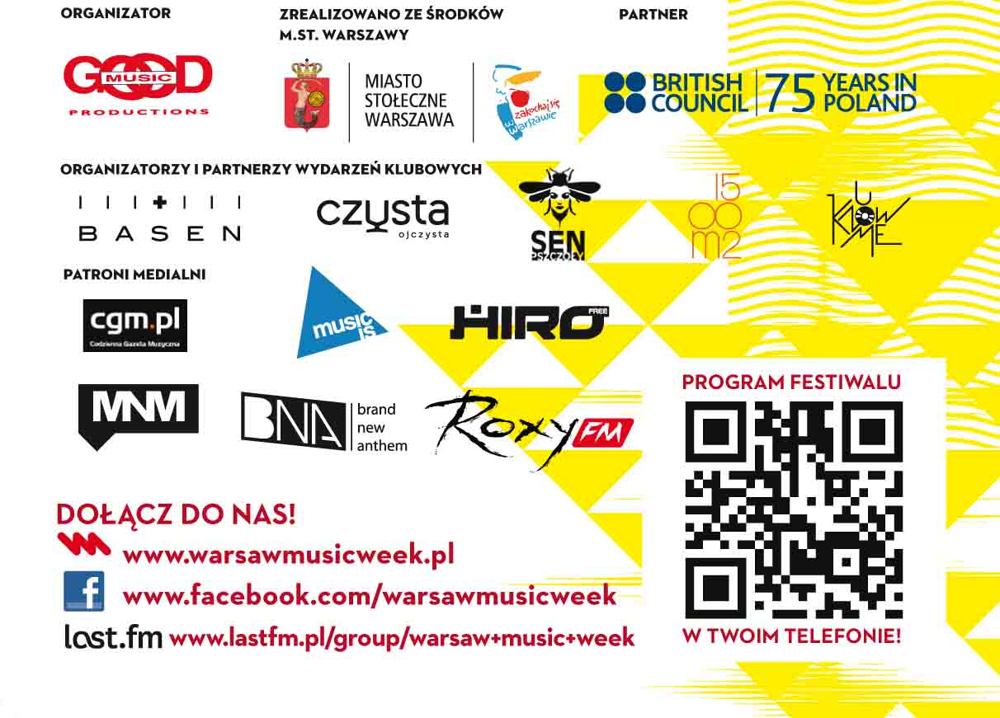 ORGANIZATOR
ZREALIZOWANO ZE ŚRODKÓW
M.ST. WARSZAWY
PARTNER
GOOD
MUSIC
PRODUCTIONS
MIASTO
STOŁECZNE
WARSZAWA
zakochaj się
w
warszawie
BRITISH
COUNCIL
75
YEARS IN
POLAND
ORGANIZATORZY I PARTNERZY WYDARZEŃ KLUBOWYCH
BASEN
czysta
ojczysta
SEN
PSZCZOŁY
15
00
m2
U
KNOW
ME
PATRONI MEDIALNI
cgm.pl
Codzienna Gazeta Muzyczna
music
is
HIRO
FREE
MNM
BNA
brand
new
anthem
ROXY FM
PROGRAM FESTIWALU
W TWOIM TELEFONIE!
DOŁĄCZ DO NAS!
www.warsawmusicweek.pl
f www.facebook.com/warsawmusicweek
last.fm www.lastfm.pl/group/warsaw+music+week